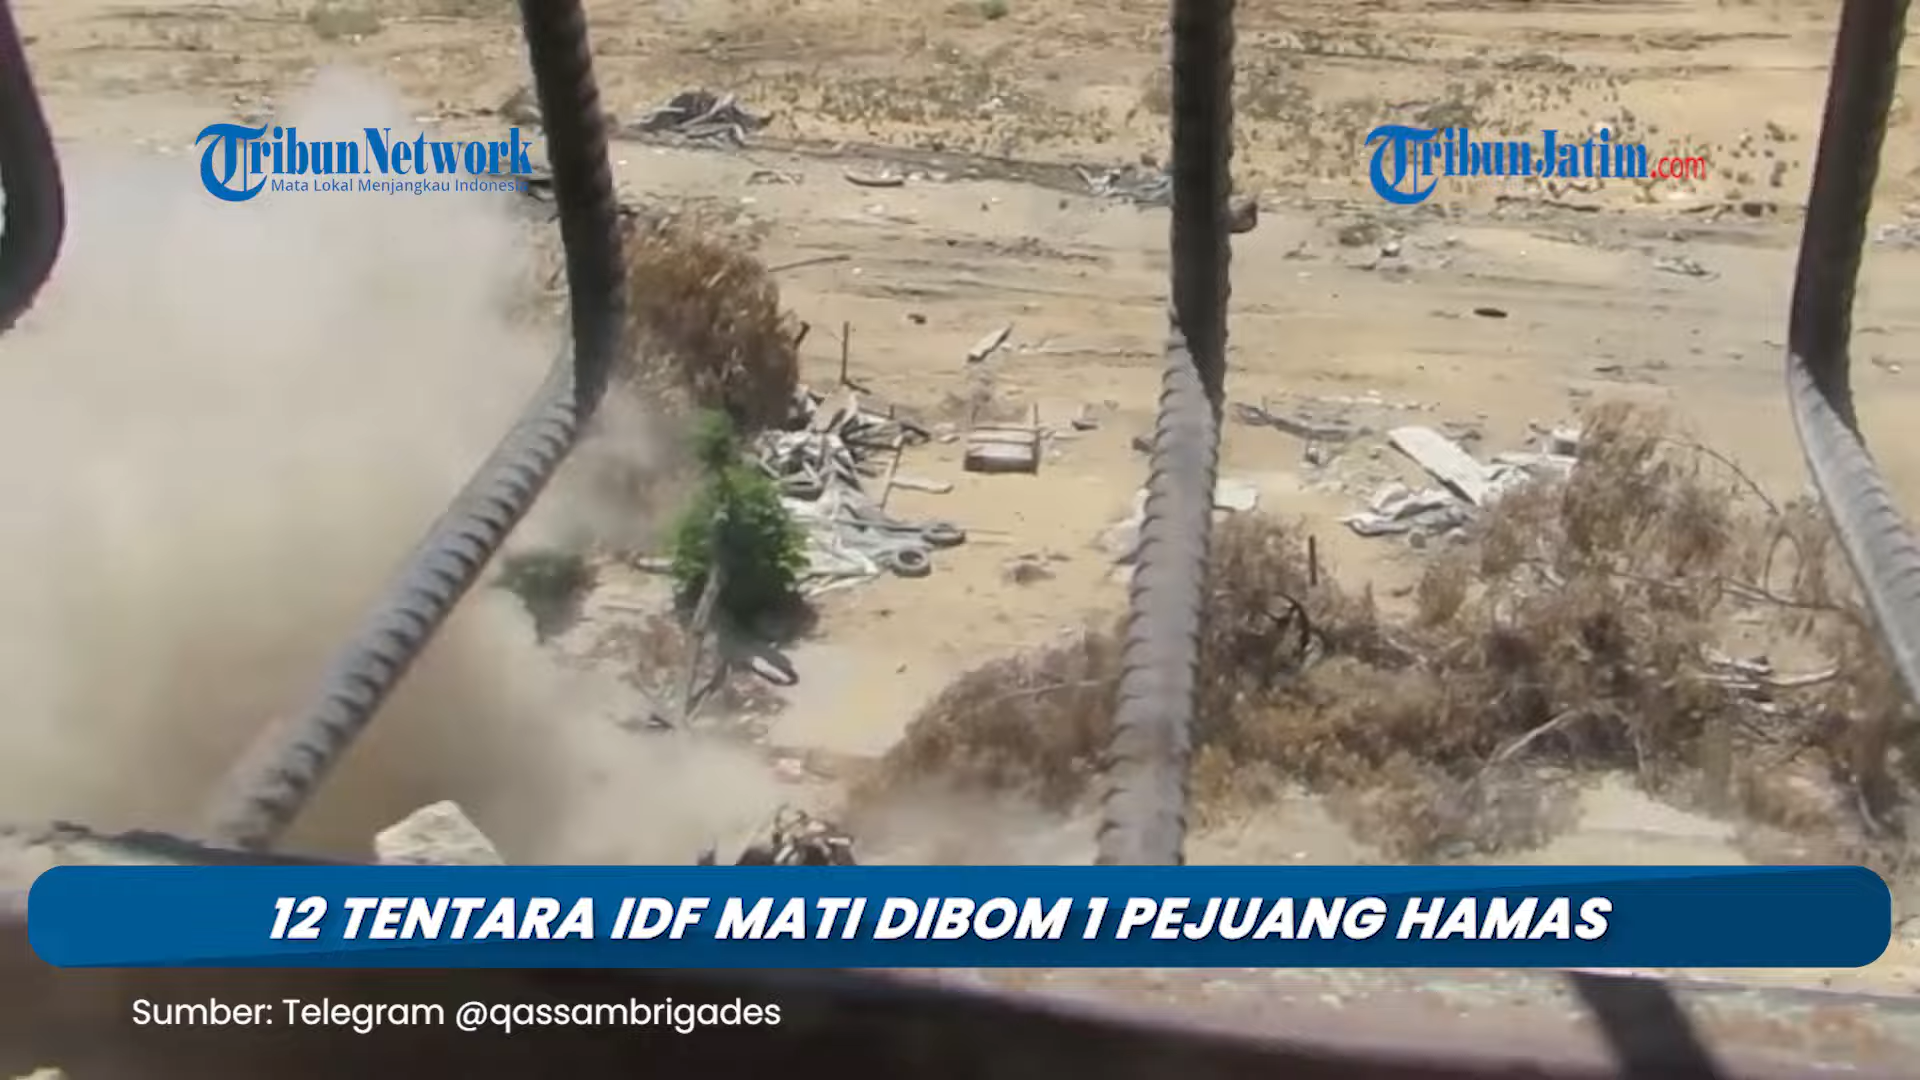 TribunNetwork
Mata Lokal Menjangkau Indonesia
TribunJatim.com
12 TENTARA IDF MATI DIBOM 1 PEJUANG HAMAS
Sumber: Telegram @qassambrigades